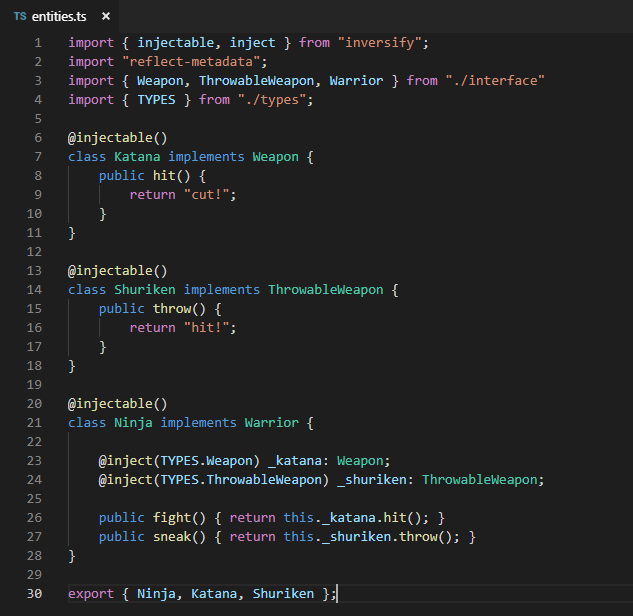 TS entities.ts ×
1 import { injectable, inject } from "inversify";
2 import "reflect-metadata";
3 import { Weapon, ThrowableWeapon, Warrior } from "./interface"
4 import { TYPES } from "./types";
5
6 @injectable()
7 class Katana implements Weapon {
8     public hit() {
9         return "cut!";
10     }
11 }
12
13 @injectable()
14 class Shuriken implements ThrowableWeapon {
15     public throw() {
16         return "hit!";
17     }
18 }
19
20 @injectable()
21 class Ninja implements Warrior {
22
23     @inject(TYPES.Weapon) _katana: Weapon;
24     @inject(TYPES.ThrowableWeapon) _shuriken: ThrowableWeapon;
25
26     public fight() { return this._katana.hit(); }
27     public sneak() { return this._shuriken.throw(); }
28 }
29
30 export { Ninja, Katana, Shuriken };